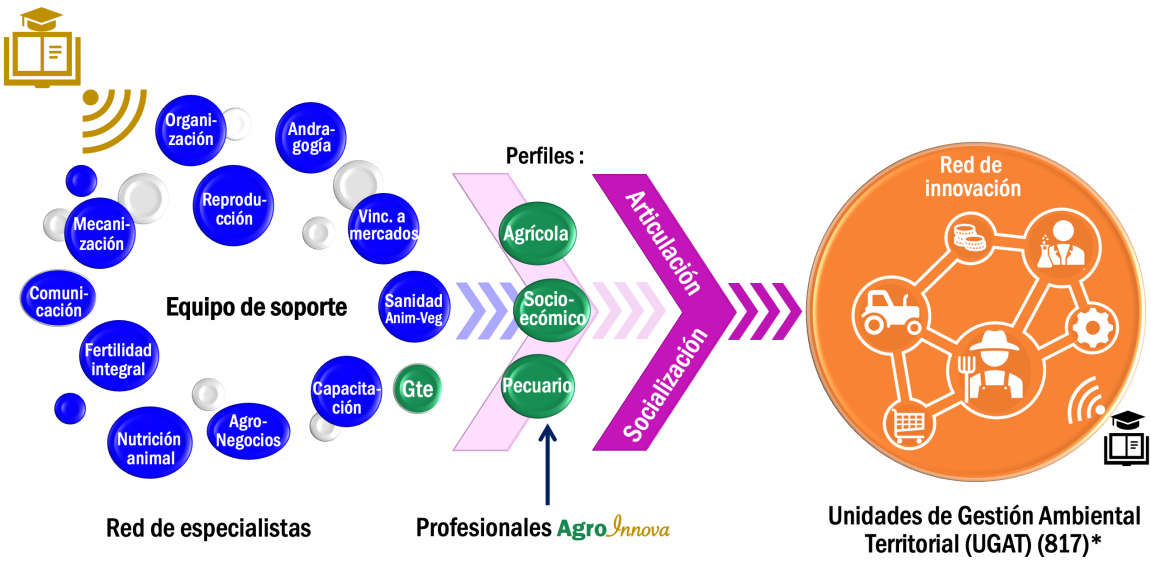 Organi-
zación
Andra-
gogía
Reproduc-
cción
Vinc. a
mercados
Mecani-
zación
Comuni-
cación
Equipo de soporte
Sanidad
Anim-Veg
Fertilidad
integral
Capacita-
ción
Gte
Agro-
Negocios
Nutrición
animal
Red de especialistas
Perfiles :
Agrícola
Socio-
ecómico
Pecuario
Profesionales AgroInnova
Articulación
Socialización
Red de
innovación
Unidades de Gestión Ambiental
Territorial (UGAT) (817)*